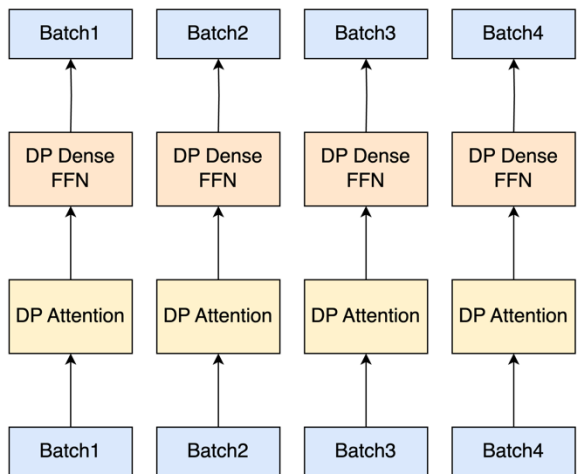 Batch1
Batch2
Batch3
Batch4
DP Dense
FFN
DP Dense
FFN
DP Dense
FFN
DP Dense
FFN
DP Attention
DP Attention
DP Attention
DP Attention
Batch1
Batch2
Batch3
Batch4